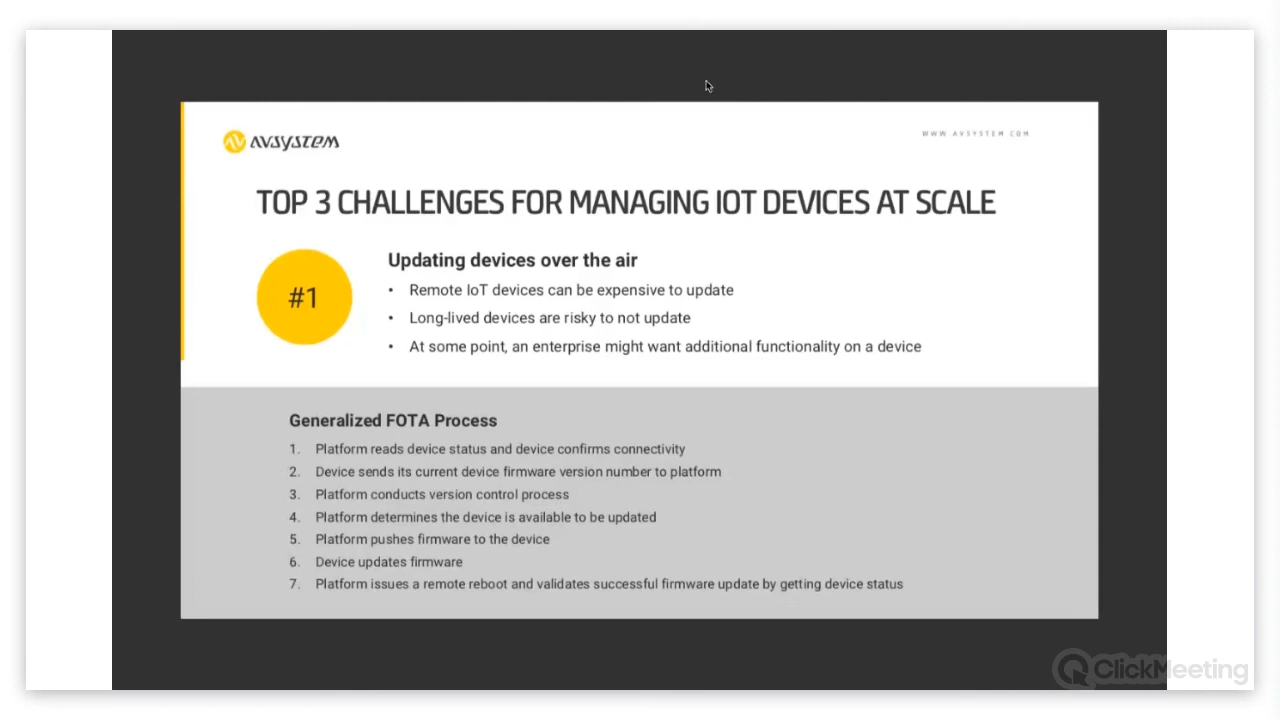 AVSYSTEM
WWW.AVSYSTEM.COM
TOP 3 CHALLENGES FOR MANAGING IOT DEVICES AT SCALE
#1
Updating devices over the air
• Remote IoT devices can be expensive to update
• Long-lived devices are risky to not update
• At some point, an enterprise might want additional functionality on a device
Generalized FOTA Process
1. Platform reads device status and device confirms connectivity
2. Device sends its current device firmware version number to platform
3. Platform conducts version control process
4. Platform determines the device is available to be updated
5. Platform pushes firmware to the device
6. Device updates firmware
7. Platform issues a remote reboot and validates successful firmware update by getting device status
ClickMeeting